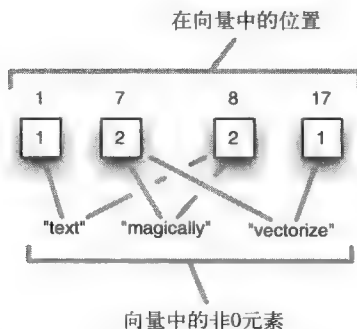 在向量中的位置
1 7 8 17
1 2 2 1
"text" "magically" "vectorize"
向量中的非0元素